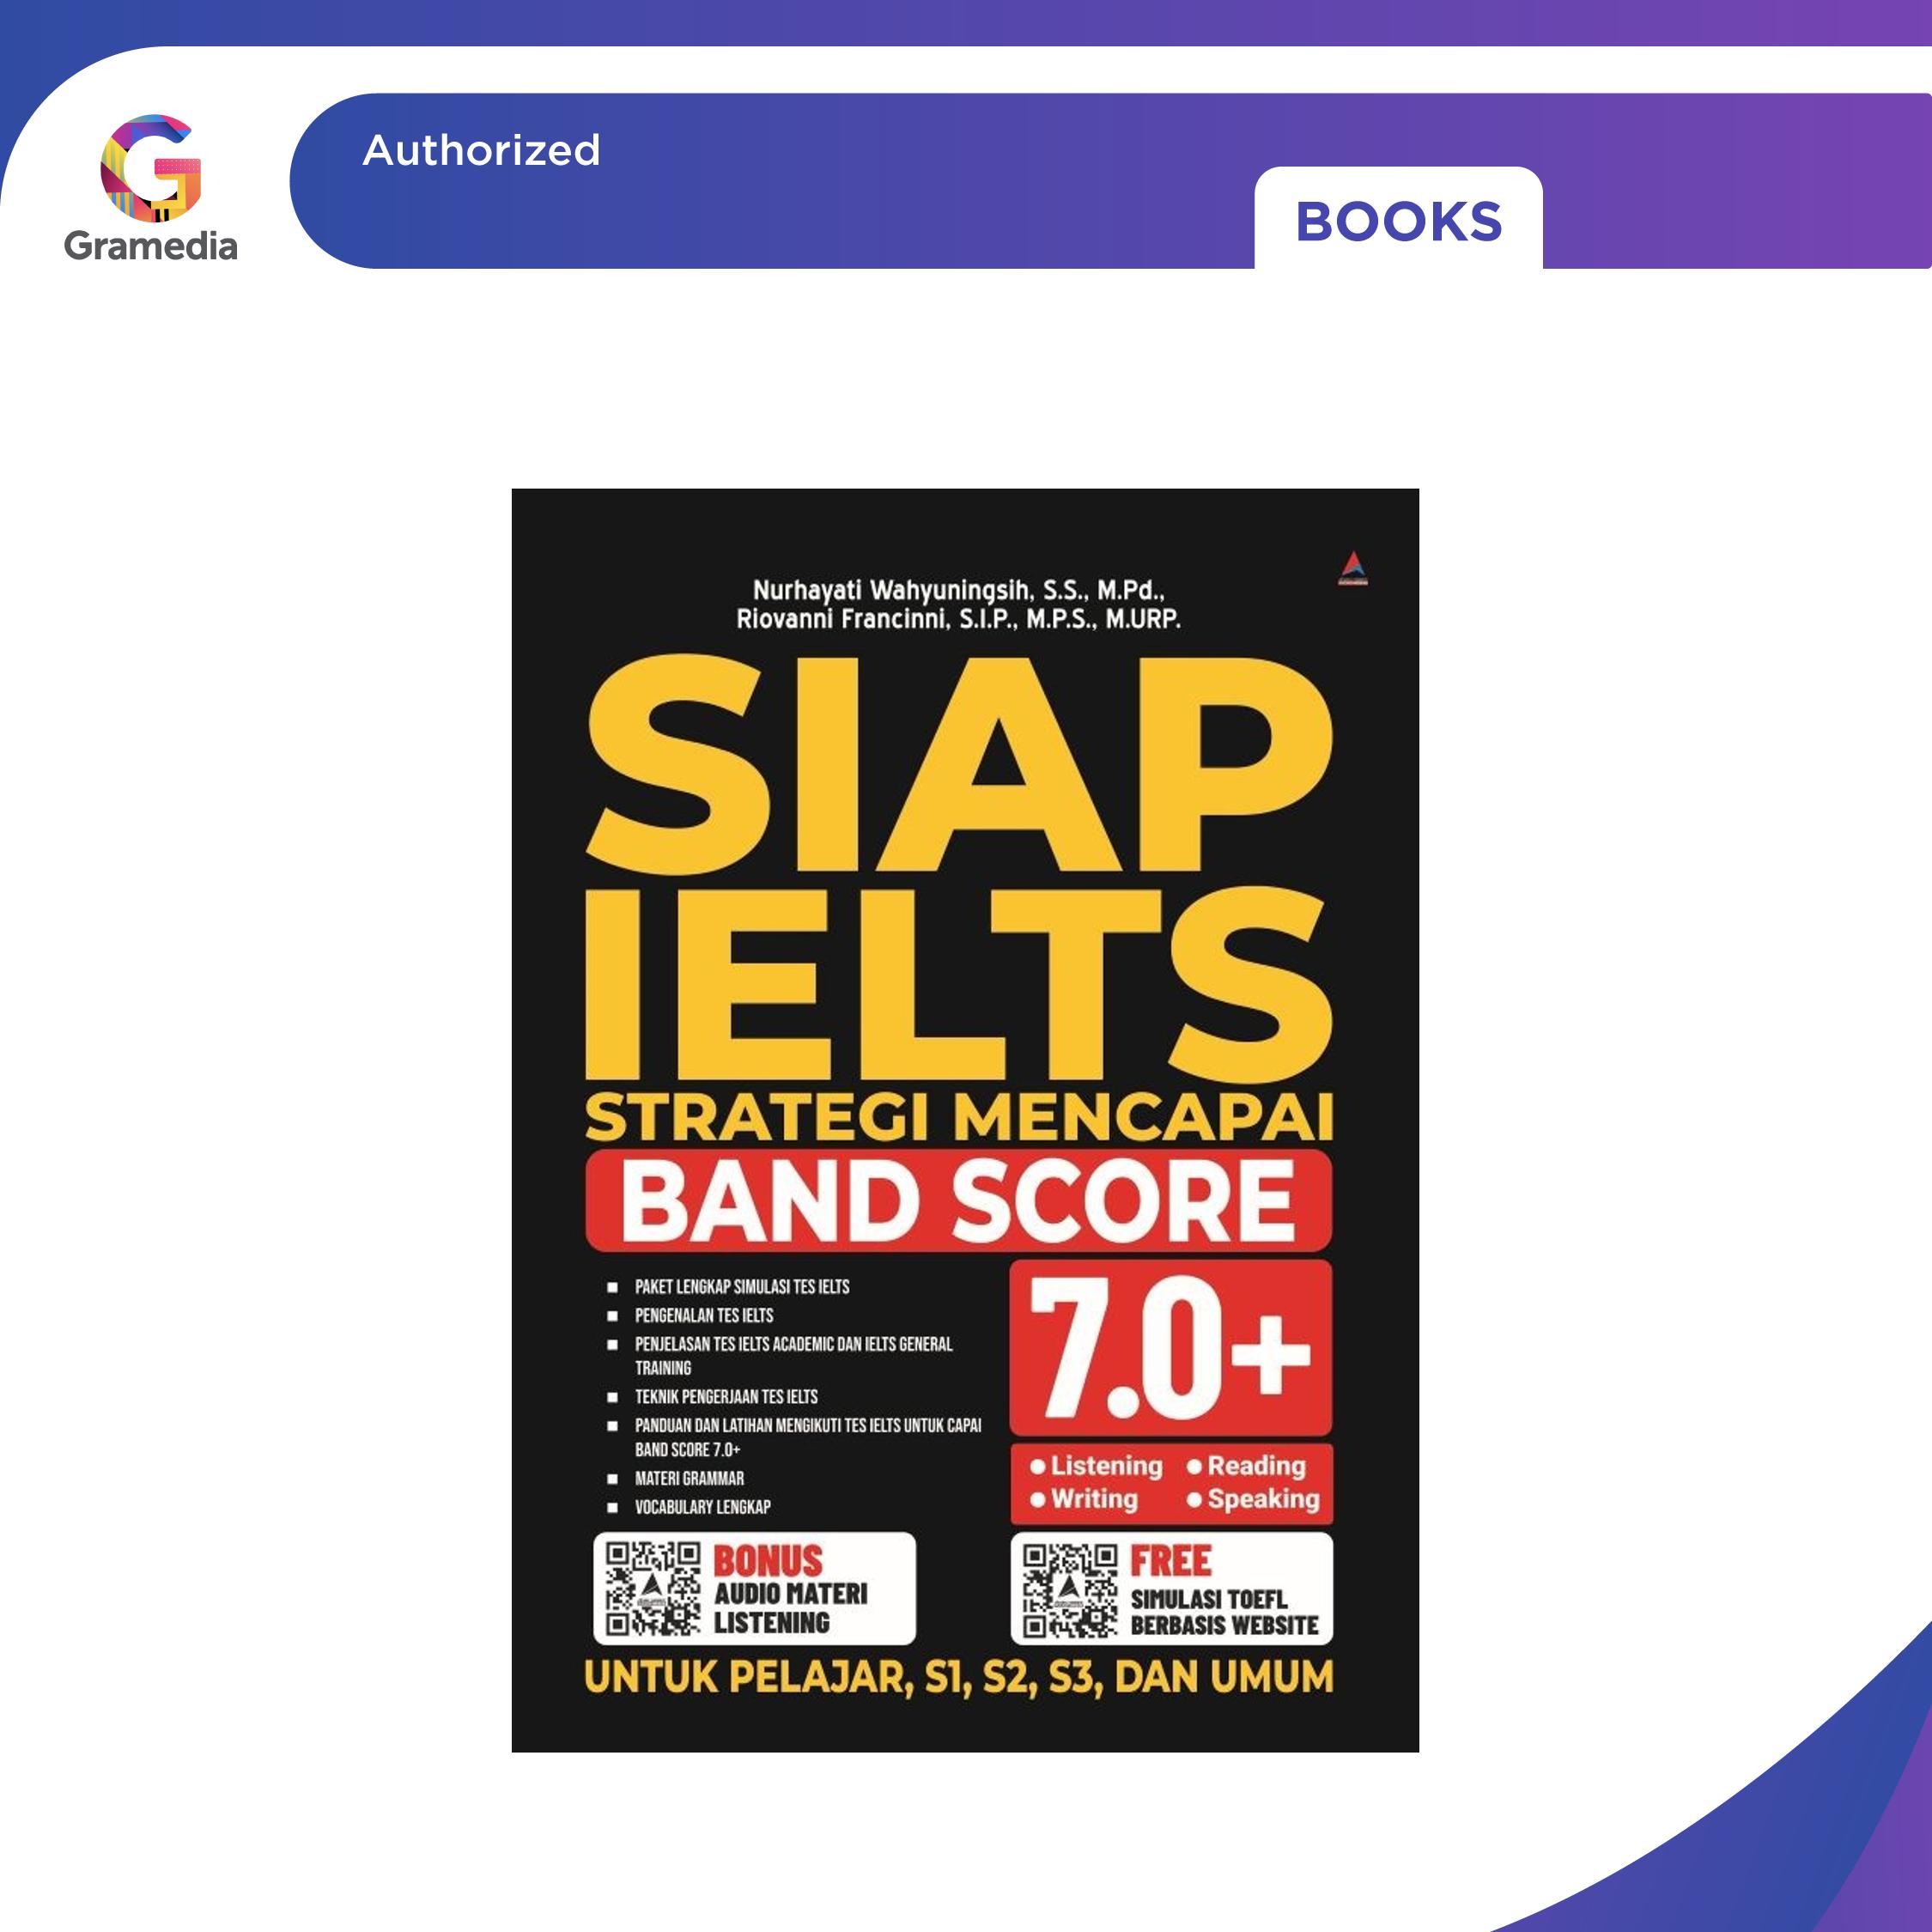 Gramedia
Authorized
BOOKS
Nurhayati Wahyuningsih, S.S., M.Pd.,
Riovanni Francinni, S.I.P., M.P.S., M.URP.
SIAP
IELTS
STRATEGI MENCAPAI
BAND SCORE
7.0+
PAKET LENGKAP SIMULASI TES IELTS
PENGENALAN TES IELTS
PENJELASAN TES IELTS ACADEMIC DAN IELTS GENERAL
TRAINING
TEKNIK PENGERJAAN TES IELTS
PANDUAN DAN LATIHAN MENGIKUTI TES IELTS UNTUK CAPAI
BAND SCORE 7.0+
MATERI GRAMMAR
VOCABULARY LENGKAP
Listening
Reading
Writing
Speaking
BONUS
AUDIO MATERI
LISTENING
FREE
SIMULASI TOEFL
BERBASIS WEBSITE
UNTUK PELAJAR, S1, S2, S3, DAN UMUM